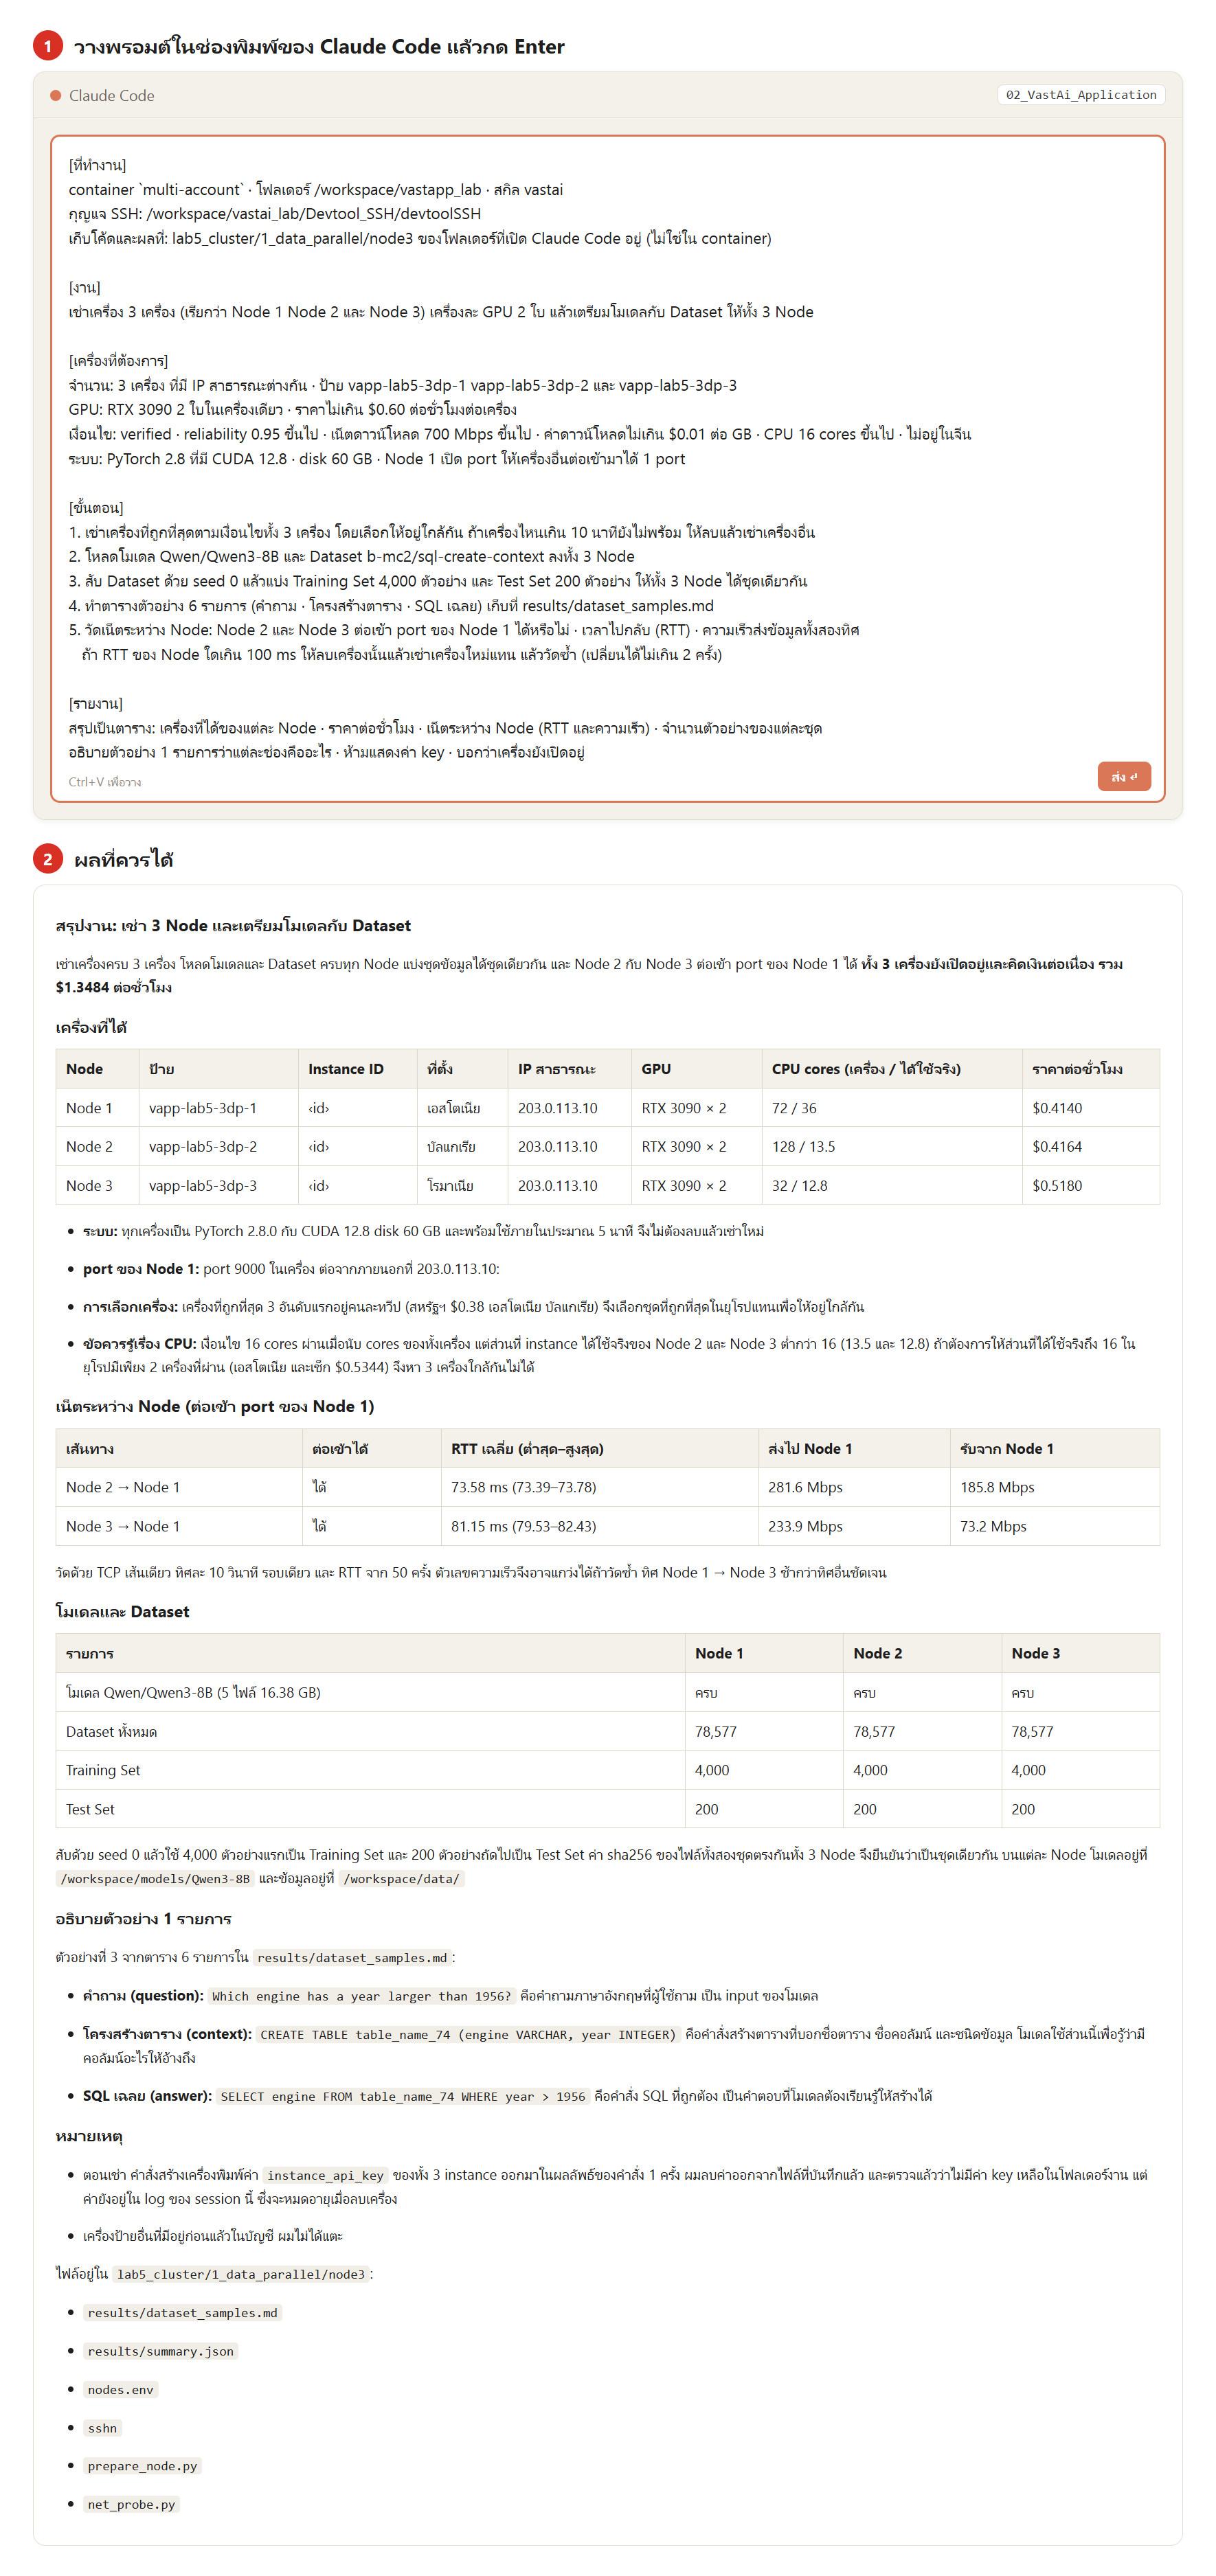 1 วางพรอมต์ในช่องพิมพ์ของ Claude Code แล้วกด Enter
Claude Code
02_VastAi_Application
[ที่ทำงาน]
container `multi-account` · โฟลเดอร์ /workspace/vastapp_lab · สกิล vastai
กุญแจ SSH: /workspace/vastai_lab/Devtool_SSH/devtoolSSH
เก็บโค้ดและผลที่: lab5_cluster/1_data_parallel/node3 ของโฟลเดอร์ที่เปิด Claude Code อยู่ (ไม่ใช่ใน container)
[งาน]
เช่าเครื่อง 3 เครื่อง (เรียกว่า Node 1 Node 2 และ Node 3) เครื่องละ GPU 2 ใบ แล้วเตรียมโมเดลกับ Dataset ให้ทั้ง 3 Node
[เครื่องที่ต้องการ]
จำนวน: 3 เครื่อง ที่มี IP สาธารณะต่างกัน · ป้าย vapp-lab5-3dp-1 vapp-lab5-3dp-2 และ vapp-lab5-3dp-3
GPU: RTX 3090 2 ใบในเครื่องเดียว · ราคาไม่เกิน $0.60 ต่อชั่วโมงต่อเครื่อง
เงื่อนไข: verified · reliability 0.95 ขึ้นไป · เน็ตดาวน์โหลด 700 Mbps ขึ้นไป · ค่าดาวน์โหลดไม่เกิน $0.01 ต่อ GB · CPU 16 cores ขึ้นไป · ไม่อยู่ในจีน
ระบบ: PyTorch 2.8 ที่มี CUDA 12.8 · disk 60 GB · Node 1 เปิด port ให้เครื่องอื่นต่อเข้ามาได้ 1 port
[ขั้นตอน]
1. เช่าเครื่องที่ถูกที่สุดตามเงื่อนไขทั้ง 3 เครื่อง โดยเลือกให้อยู่ใกล้กัน ถ้าเครื่องไหนเกิน 10 นาทียังไม่พร้อม ให้ลบแล้วเช่าเครื่องอื่น
2. โหลดโมเดล Qwen/Qwen3-8B และ Dataset b-mc2/sql-create-context ลงทั้ง 3 Node
3. สับ Dataset ด้วย seed 0 แล้วแบ่ง Training Set 4,000 ตัวอย่าง และ Test Set 200 ตัวอย่าง ให้ทั้ง 3 Node ได้ชุดเดียวกัน
4. ทำตารางตัวอย่าง 6 รายการ (คำถาม · โครงสร้างตาราง · SQL เฉลย) เก็บที่ results/dataset_samples.md
5. วัดเน็ตระหว่าง Node: Node 2 และ Node 3 ต่อเข้า port ของ Node 1 ได้หรือไม่ · เวลาไปกลับ (RTT) · ความเร็วส่งข้อมูลทั้งสองทิศ
ถ้า RTT ของ Node ใดเกิน 100 ms ให้ลบเครื่องนั้นแล้วเช่าเครื่องใหม่แทน แล้ววัดซ้ำ (เปลี่ยนได้ไม่เกิน 2 ครั้ง)
[รายงาน]
สรุปเป็นตาราง: เครื่องที่ได้ของแต่ละ Node · ราคาต่อชั่วโมง · เน็ตระหว่าง Node (RTT และความเร็ว) · จำนวนตัวอย่างของแต่ละชุด
อธิบายตัวอย่าง 1 รายการว่าแต่ละช่องคืออะไร · ห้ามแสดงค่า key · บอกว่าเครื่องยังเปิดอยู่
Ctrl+V เพื่อวาง
ส่ง ↵
2 ผลที่ควรได้
สรุปงาน: เช่า 3 Node และเตรียมโมเดลกับ Dataset
เช่าเครื่องครบ 3 เครื่อง โหลดโมเดลและ Dataset ครบทุก Node แบ่งชุดข้อมูลได้ชุดเดียวกัน และ Node 2 กับ Node 3 ต่อเข้า port ของ Node 1 ได้ ทั้ง 3 เครื่องยังเปิดอยู่และคิดเงินต่อเนื่อง รวม
$1.3484 ต่อชั่วโมง
เครื่องที่ได้
Node ป้าย Instance ID ที่ตั้ง IP สาธารณะ GPU CPU cores (เครื่อง / ได้ใช้จริง) ราคาต่อชั่วโมง
Node 1 vapp-lab5-3dp-1 ‹id› เอสโตเนีย 203.0.113.10 RTX 3090 × 2 72 / 36 $0.4140
Node 2 vapp-lab5-3dp-2 ‹id› บัลแกเรีย 203.0.113.10 RTX 3090 × 2 128 / 13.5 $0.4164
Node 3 vapp-lab5-3dp-3 ‹id› โรมาเนีย 203.0.113.10 RTX 3090 × 2 32 / 12.8 $0.5180
• ระบบ: ทุกเครื่องเป็น PyTorch 2.8.0 กับ CUDA 12.8 disk 60 GB และพร้อมใช้ภายในประมาณ 5 นาที จึงไม่ต้องลบแล้วเช่าใหม่
• port ของ Node 1: port 9000 ในเครื่อง ต่อจากภายนอกที่ 203.0.113.10:
• การเลือกเครื่อง: เครื่องที่ถูกที่สุด 3 อันดับแรกอยู่คนละทวีป (สหรัฐฯ $0.38 เอสโตเนีย บัลแกเรีย) จึงเลือกชุดที่ถูกที่สุดในยุโรปแทนเพื่อให้อยู่ใกล้กัน
• ข้อควรรู้เรื่อง CPU: เงื่อนไข 16 cores ผ่านเมื่อนับ cores ของทั้งเครื่อง แต่ส่วนที่ instance ได้ใช้จริงของ Node 2 และ Node 3 ต่ำกว่า 16 (13.5 และ 12.8) ถ้าต้องการให้ส่วนที่ได้ใช้จริงถึง 16 ใน
ยุโรปมีเพียง 2 เครื่องที่ผ่าน (เอสโตเนีย และเช็ก $0.5344) จึงหา 3 เครื่องใกล้กันไม่ได้
เน็ตระหว่าง Node (ต่อเข้า port ของ Node 1)
เส้นทาง ต่อเข้าได้ RTT เฉลี่ย (ต่ำสุด–สูงสุด) ส่งไป Node 1 รับจาก Node 1
Node 2 → Node 1 ได้ 73.58 ms (73.39–73.78) 281.6 Mbps 185.8 Mbps
Node 3 → Node 1 ได้ 81.15 ms (79.53–82.43) 233.9 Mbps 73.2 Mbps
วัดด้วย TCP เส้นเดียว ทิศละ 10 วินาที รอบเดียว และ RTT จาก 50 ครั้ง ตัวเลขความเร็วจึงอาจแกว่งได้ถ้าวัดซ้ำ ทิศ Node 1 → Node 3 ช้ากว่าทิศอื่นชัดเจน
โมเดลและ Dataset
รายการ Node 1 Node 2 Node 3
โมเดล Qwen/Qwen3-8B (5 ไฟล์ 16.38 GB) ครบ ครบ ครบ
Dataset ทั้งหมด 78,577 78,577 78,577
Training Set 4,000 4,000 4,000
Test Set 200 200 200
สับด้วย seed 0 แล้วใช้ 4,000 ตัวอย่างแรกเป็น Training Set และ 200 ตัวอย่างถัดไปเป็น Test Set ค่า sha256 ของไฟล์ทั้งสองชุดตรงกันทั้ง 3 Node จึงยืนยันว่าเป็นชุดเดียวกัน บนแต่ละ Node โมเดลอยู่ที่
/workspace/models/Qwen3-8B และข้อมูลอยู่ที่ /workspace/data/
อธิบายตัวอย่าง 1 รายการ
ตัวอย่างที่ 3 จากตาราง 6 รายการใน results/dataset_samples.md:
• คำถาม (question): Which engine has a year larger than 1956? คือคำถามภาษาอังกฤษที่ผู้ใช้ถาม เป็น input ของโมเดล
• โครงสร้างตาราง (context): CREATE TABLE table_name_74 (engine VARCHAR, year INTEGER) คือคำสั่งสร้างตารางที่บอกชื่อตาราง ชื่อคอลัมน์ และชนิดข้อมูล โมเดลใช้ส่วนนี้เพื่อรู้ว่ามี
คอลัมน์อะไรให้อ้างถึง
• SQL เฉลย (answer): SELECT engine FROM table_name_74 WHERE year > 1956 คือคำสั่ง SQL ที่ถูกต้อง เป็นคำตอบที่โมเดลต้องเรียนรู้ให้สร้างได้
หมายเหตุ
• ตอนเช่า คำสั่งสร้างเครื่องพิมพ์ค่า instance_api_key ของทั้ง 3 instance ออกมาในผลลัพธ์ของคำสั่ง 1 ครั้ง ผมลบค่าออกจากไฟล์ที่บันทึกแล้ว และตรวจแล้วว่าไม่มีค่า key เหลือในโฟลเดอร์งาน แต่
ค่ายังอยู่ใน log ของ session นี้ ซึ่งจะหมดอายุเมื่อลบเครื่อง
• เครื่องป้ายอื่นที่มีอยู่ก่อนแล้วในบัญชี ผมไม่ได้แตะ
ไฟล์อยู่ใน lab5_cluster/1_data_parallel/node3:
• results/dataset_samples.md
• results/summary.json
• nodes.env
• sshn
• prepare_node.py
• net_probe.py